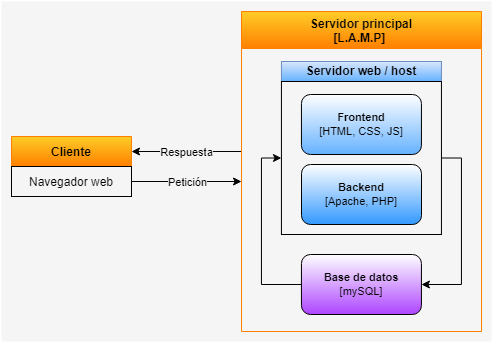 Servidor principal
[L.A.M.P]
Servidor web / host
Frontend
[HTML, CSS, JS]
Cliente
Respuesta
Navegador web
Petición
Backend
[Apache, PHP]
Base de datos
[mySQL]